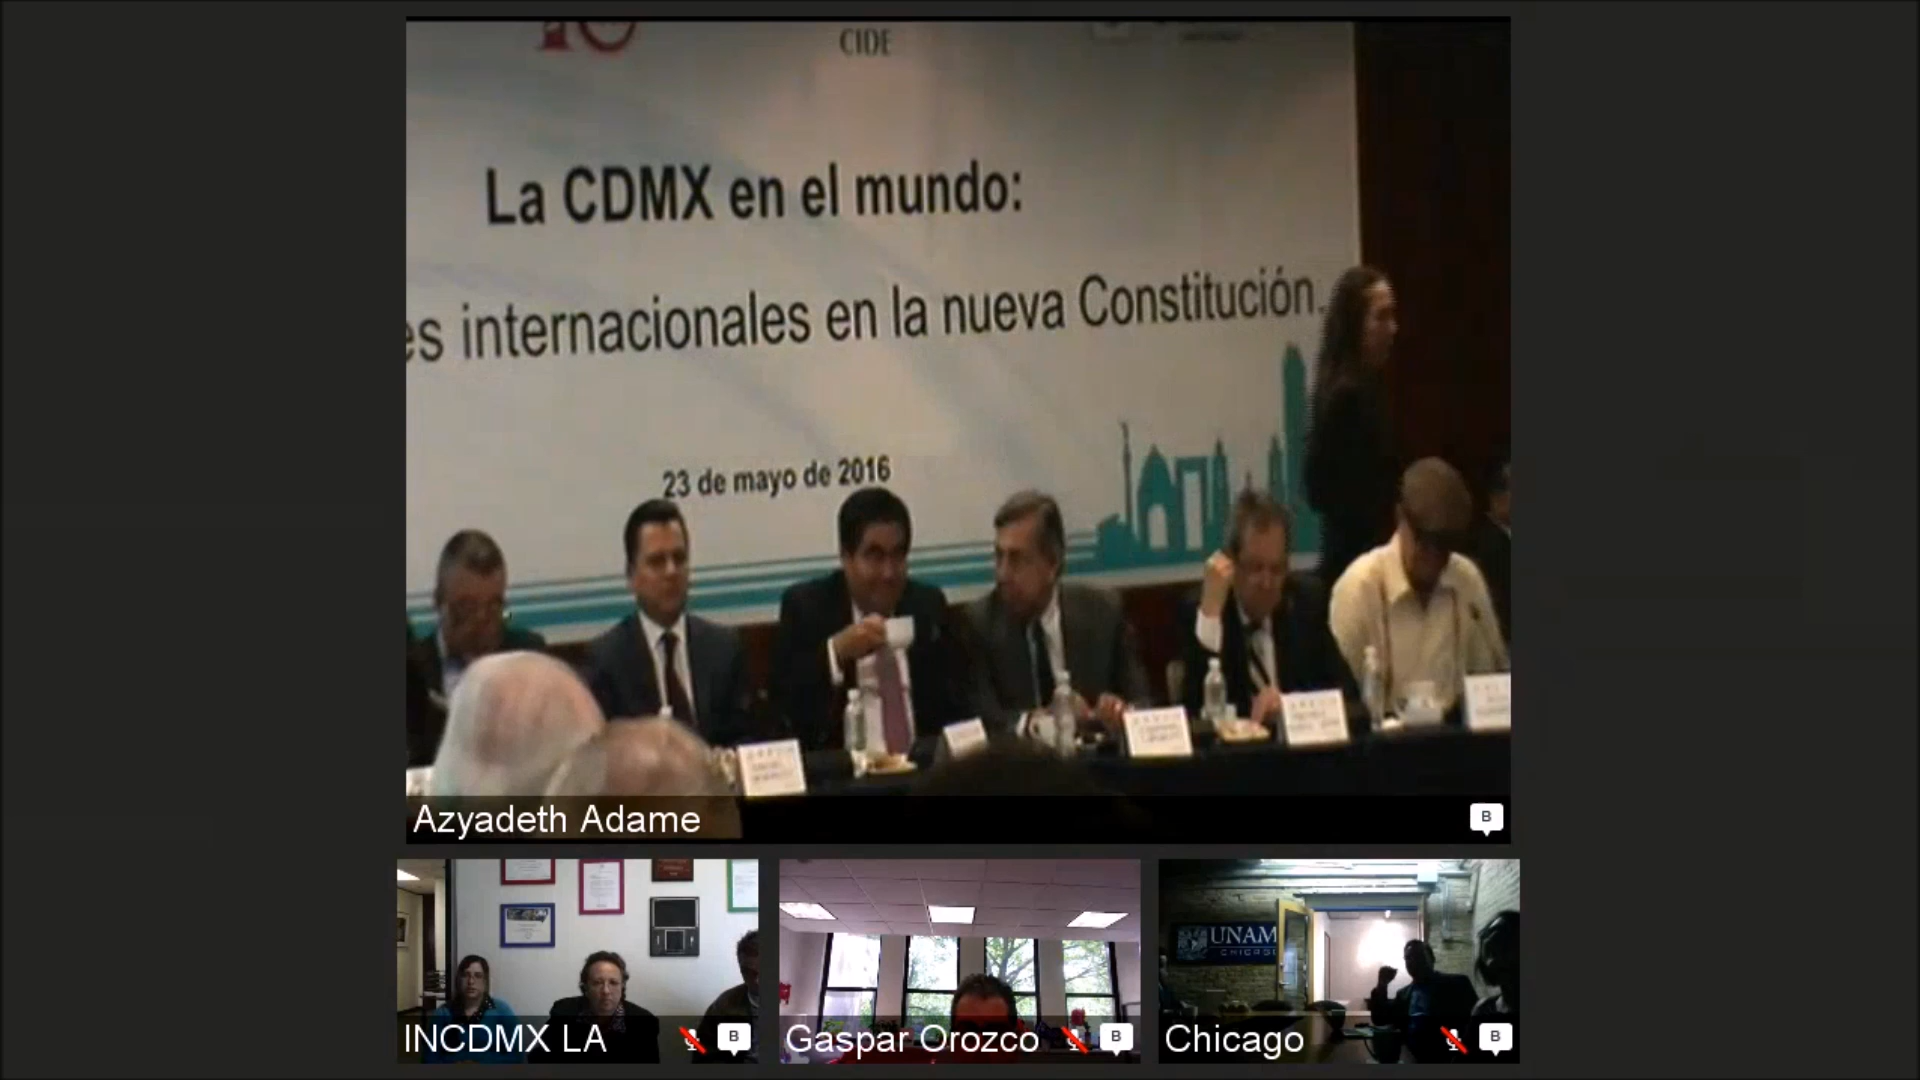 CIDE
La CDMX en el mundo:
es internacionales en la nueva Constitución.
23 de mayo de 2016
Azyadeth Adame
B
UNAM
CHICAGO
INCDMX LA
B
Gaspar Orozco
B
Chicago
B